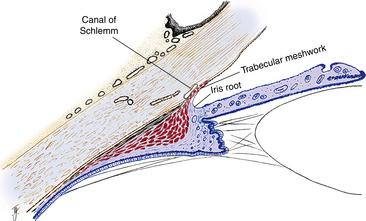 Canal of
Schlemm
Trabecular meshwork
Iris root